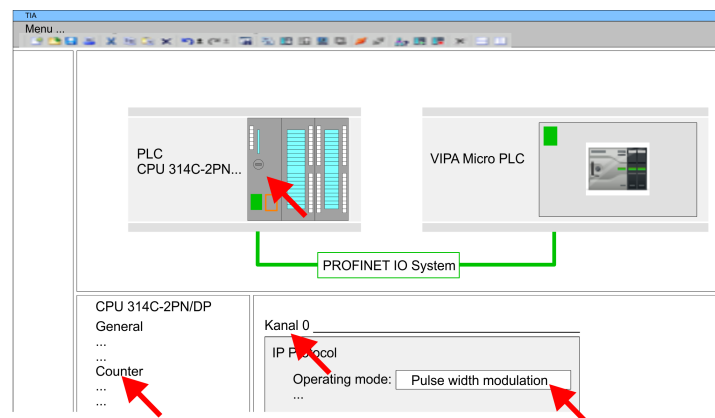 TIA
Menu ...
PLC
CPU 314C-2PN...
VIPA Micro PLC
PROFINET IO System
CPU 314C-2PN/DP
General
...
...
Counter
...
...
Kanal 0
IP Protocol
Operating mode: Pulse width modulation
...